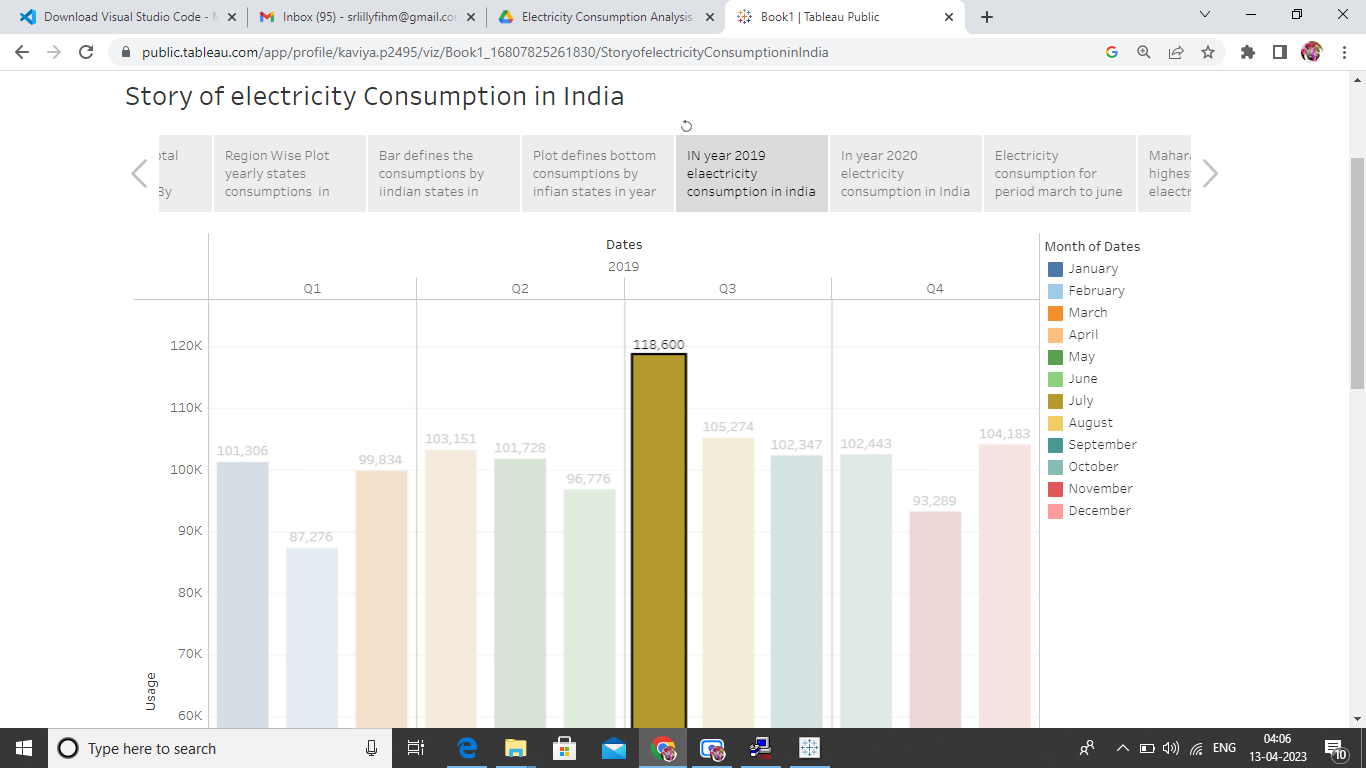 Download Visual Studio Code -
Inbox (95) - srlillyfihm@gmail.co
Electricity Consumption Analysis
Book1 | Tableau Public
public.tableau.com/app/profile/kaviya.p2495/viz/Book1_16807825261830/StoryofelectricityConsumptioninIndia
Story of electricity Consumption in India
By
Region Wise Plot
yearly states
consumptions in
Bar defines the
consumptions by
iindian states in
Plot defines bottom
consumptions by
infian states in year
IN year 2019
elaectricity
consumption in india
In year 2020
electricity
consumption in India
Electricity
consumption for
period march to june
Dates
2019
Q1 Q2 Q3 Q4
Month of Dates
January
February
March
April
May
June
July
August
September
October
November
December
120K
110K
100K
90K
80K
70K
60K
Usage
101,306
87,276
99,834
103,151
101,728
96,776
118,600
105,274
102,347
102,443
93,289
104,183
Type here to search
ENG
04:06
13-04-2023
10